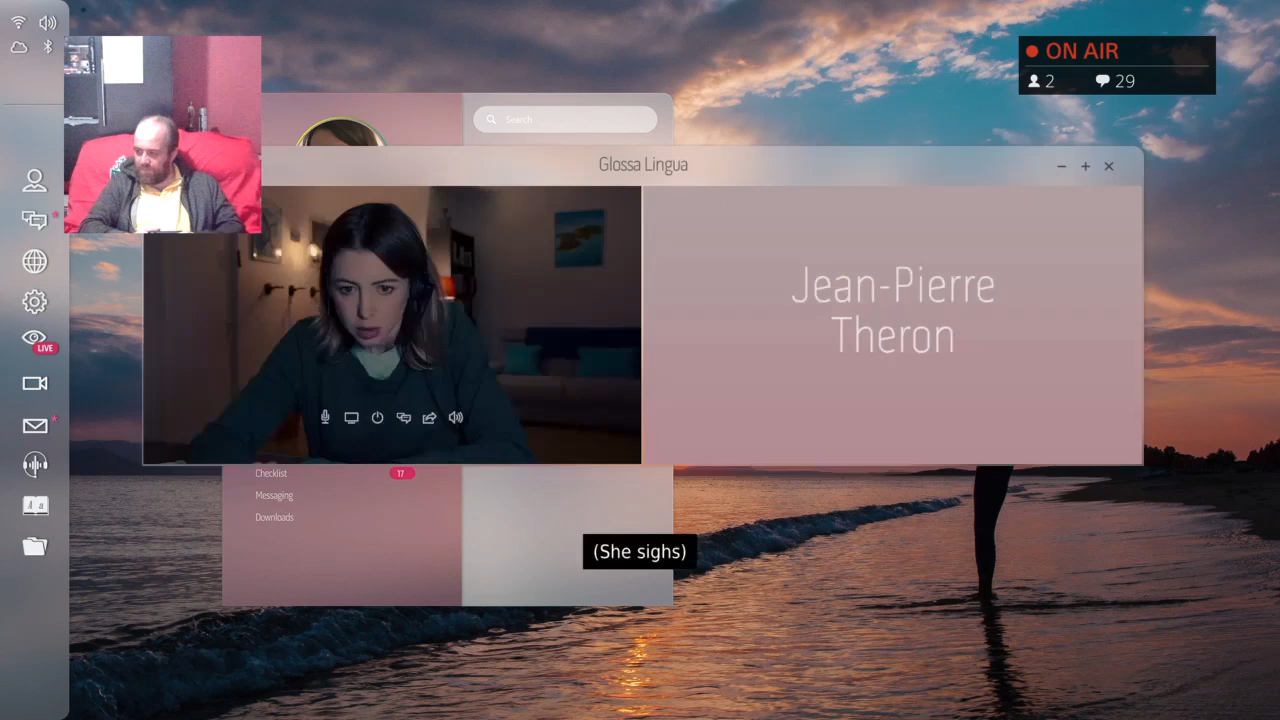 ON AIR
2 29
Search
Glossa Lingua
Jean-Pierre
Theron
LIVE
Checklist 17
Messaging
Downloads
(She sighs)